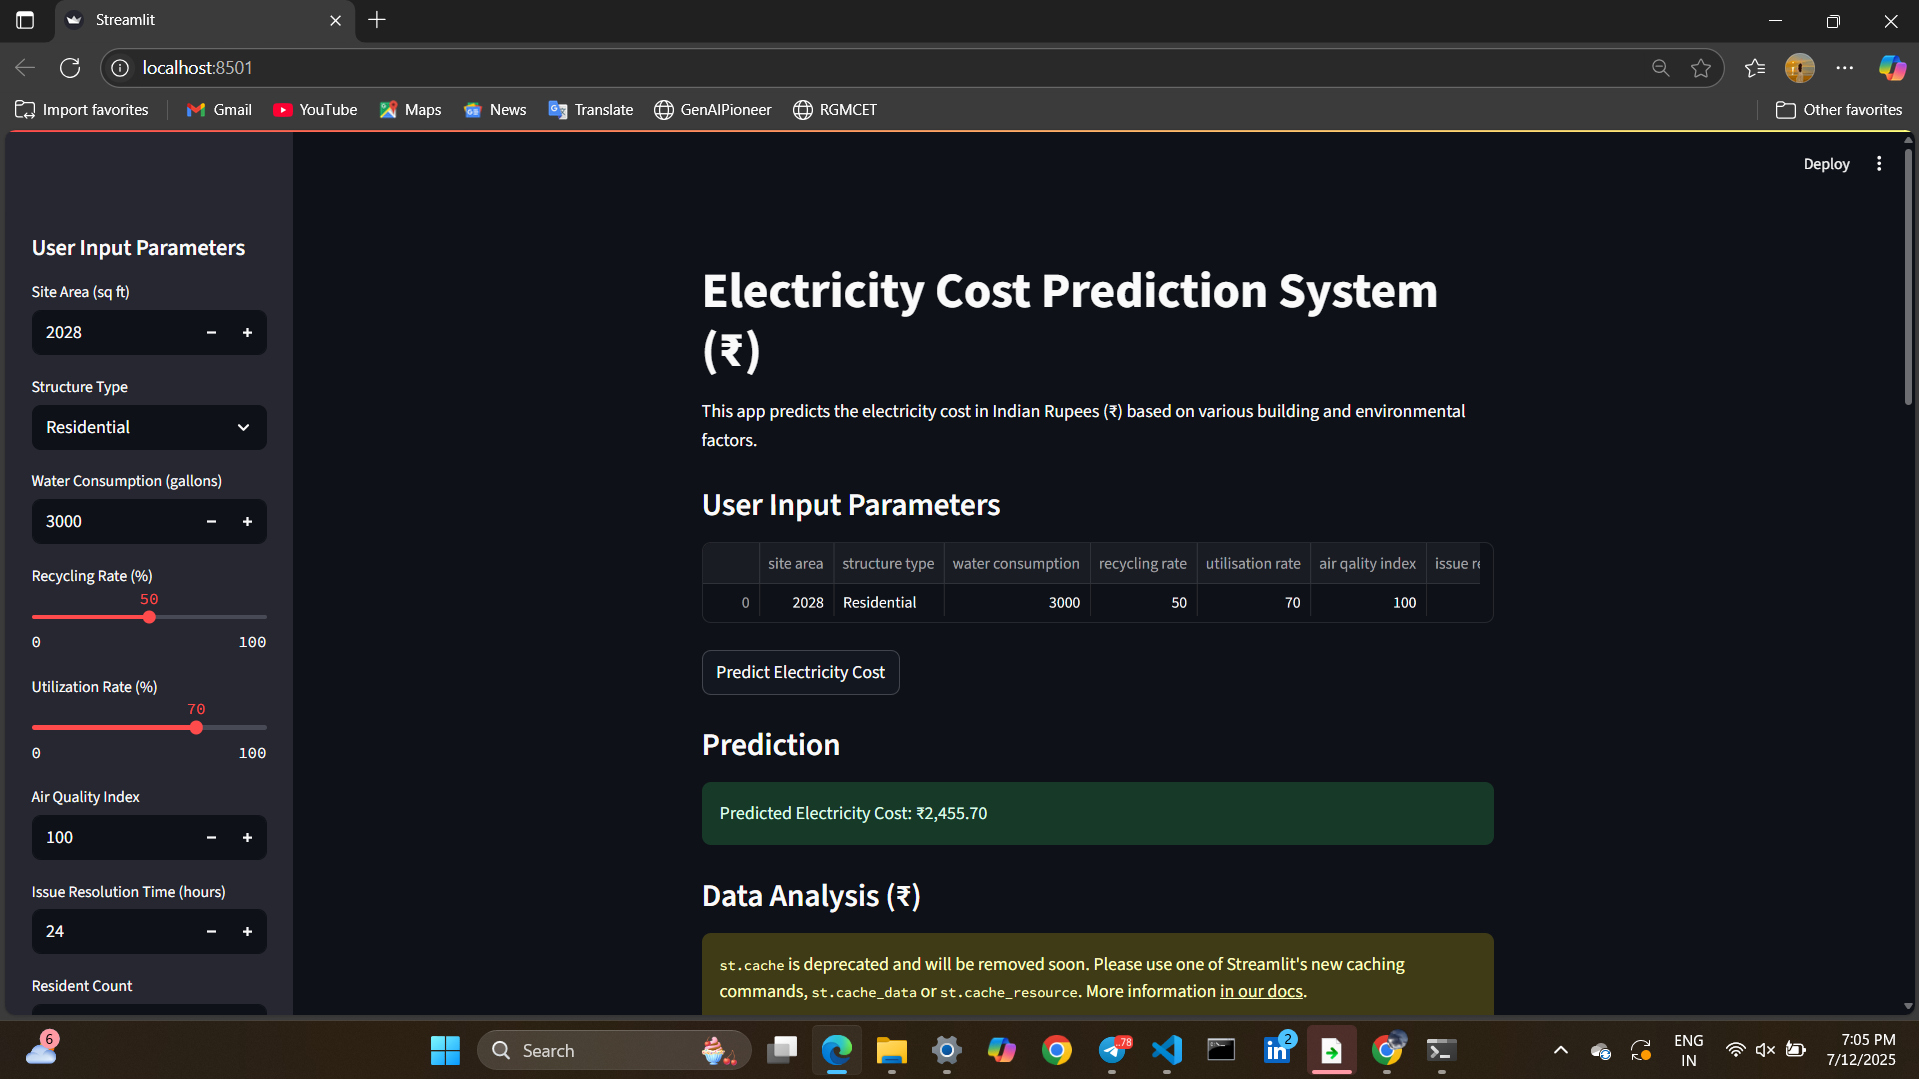 Streamlit
localhost:8501
Import favorites
Gmail
YouTube
Maps
News
Translate
GenAIPioneer
RGMCET
Other favorites
Deploy
User Input Parameters
Site Area (sq ft)
2028
Structure Type
Residential
Water Consumption (gallons)
3000
Recycling Rate (%)
50
0 100
Utilization Rate (%)
70
0 100
Air Quality Index
100
Issue Resolution Time (hours)
24
Resident Count
Electricity Cost Prediction System
(₹)
This app predicts the electricity cost in Indian Rupees (₹) based on various building and environmental
factors.
User Input Parameters
site area structure type water consumption recycling rate utilisation rate air qality index issue re
0 2028 Residential 3000 50 70 100
Predict Electricity Cost
Prediction
Predicted Electricity Cost: ₹2,455.70
Data Analysis (₹)
st.cache is deprecated and will be removed soon. Please use one of Streamlit's new caching
commands, st.cache_data or st.cache_resource. More information in our docs.
6
Search
.78
2
ENG
IN
7:05 PM
7/12/2025